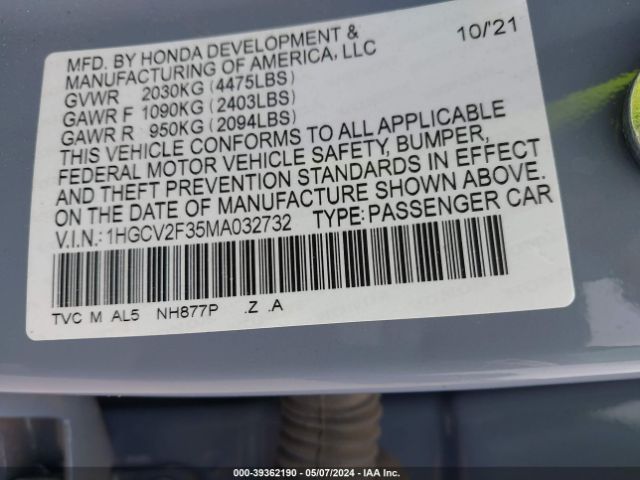 MFD. BY HONDA DEVELOPMENT & 10/'21
MANUFACTURING OF AMERICA, LLC
GVWR 2030KG (4475LBS)
GAWR F 1090KG (2403LBS)
GAWR R 950KG (2094LBS)
THIS VEHICLE CONFORMS TO ALL APPLICABLE
FEDERAL MOTOR VEHICLE SAFETY, BUMPER,
AND THEFT PREVENTION STANDARDS IN EFFECT
ON THE DATE OF MANUFACTURE SHOWN ABOVE.
V.I.N.: 1HGCV2F35MA032732 TYPE: PASSENGER CAR
TVC M AL5 NH877P .Z .A
000-39362190 - 05/07/2024 - IAA Inc.